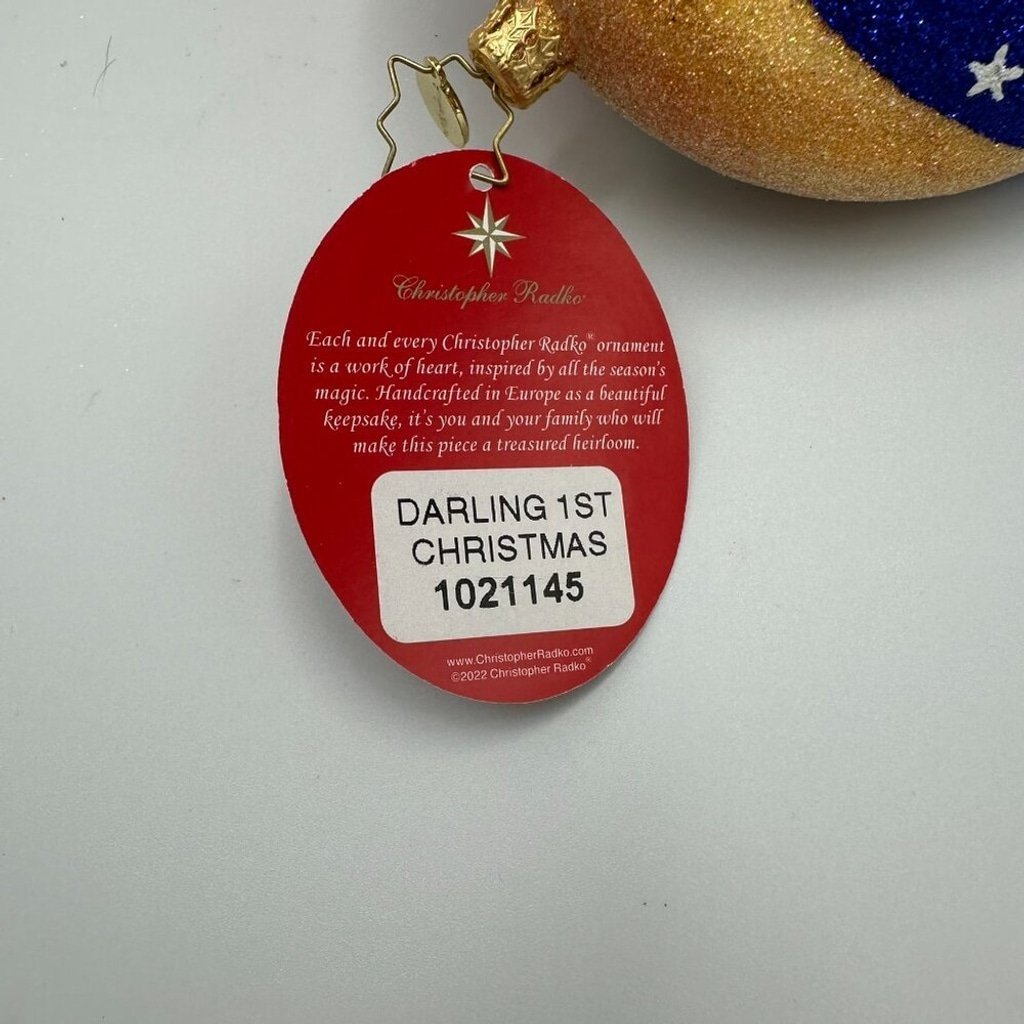 Christopher Radko
Each and every Christopher Radko® ornament
is a work of heart, inspired by all the season's
magic. Handcrafted in Europe as a beautiful
keepsake, it's you and your family who will
make this piece a treasured heirloom.
DARLING 1ST
CHRISTMAS
1021145
www.ChristopherRadko.com
©2022 Christopher Radko®